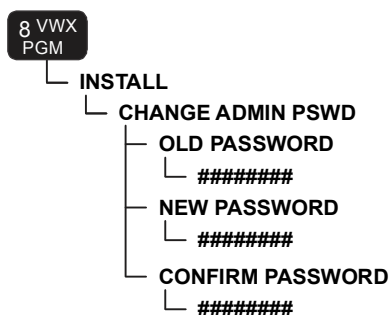 8 VWX
PGM
INSTALL
CHANGE ADMIN PSWD
OLD PASSWORD
########
NEW PASSWORD
########
CONFIRM PASSWORD
########